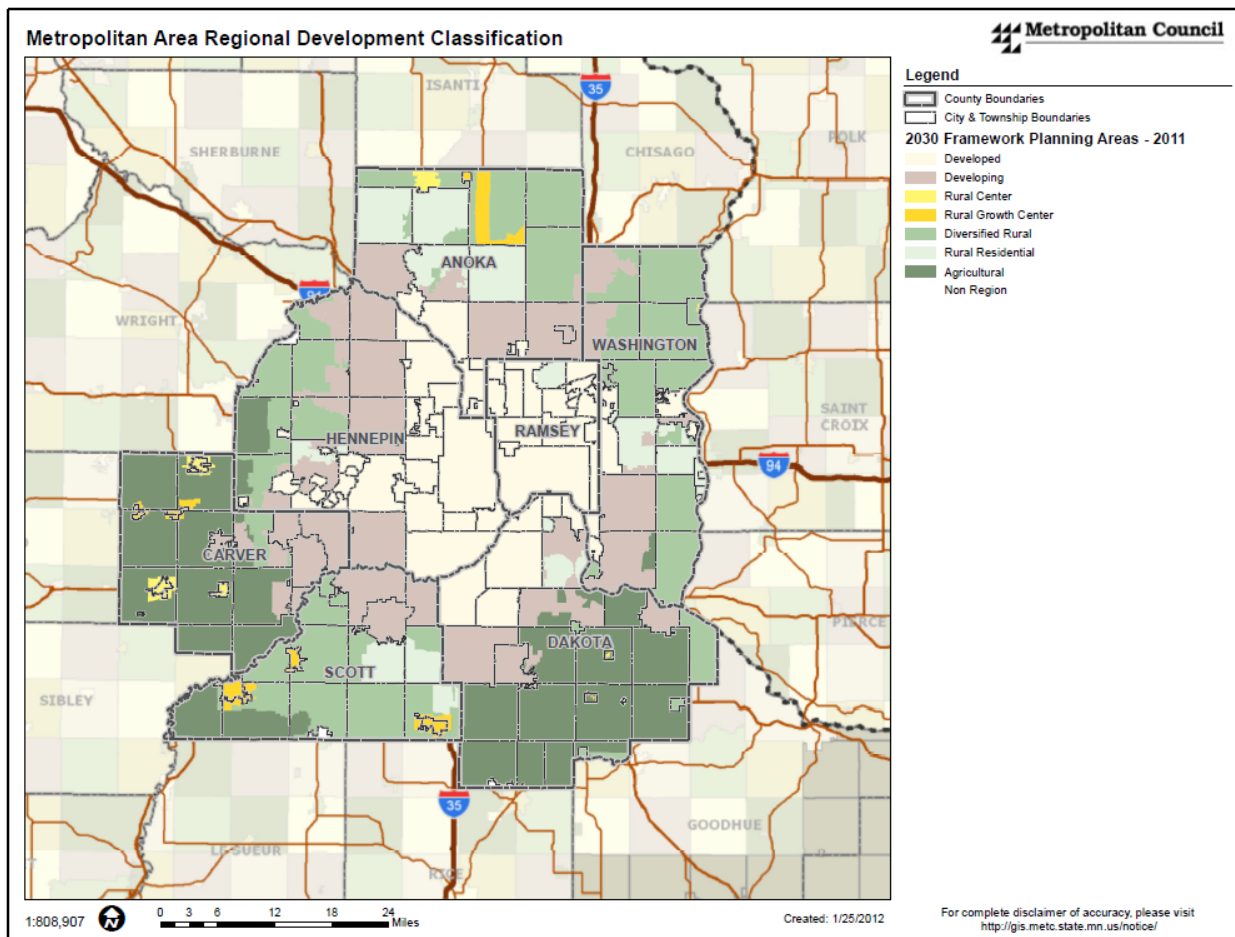 Metropolitan Area Regional Development Classification
Metropolitan Council
Legend
County Boundaries
City & Township Boundaries
2030 Framework Planning Areas - 2011
Developed
Developing
Rural Center
Rural Growth Center
Diversified Rural
Rural Residential
Agricultural
Non Region
ISANTI
35
SHERBURNE
CHISAGO
POLK
ANOKA
WRIGHT
WASHINGTON
SAINT
CROIX
HENNEPIN
RAMSEY
94
CARVER
PIERCE
DAKOTA
SCOTT
SIBLEY
35
GOODHUE
LE SUEUR
RICE
1:808,907
N
0 3 6 12 18 24
Miles
Created: 1/25/2012
For complete disclaimer of accuracy, please visit
http://gis.metc.state.mn.us/notice/